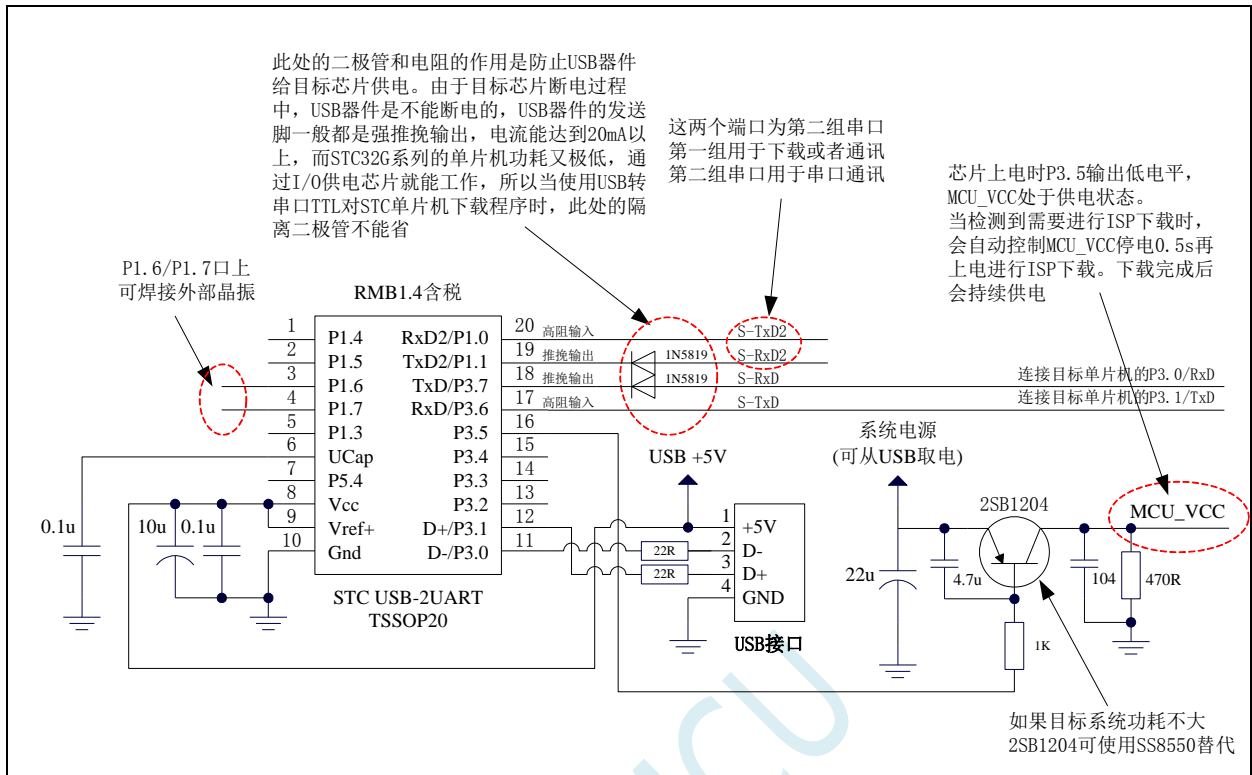 此处的二极管和电阻的作用是防止USB器件
给目标芯片供电。由于目标芯片断电过程
中，USB器件是不能断电的，USB器件的发送
脚一般都是强推挽输出，电流能达到20mA以
上，而STC32G系列的单片机功耗又极低，通
过I/O供电芯片就能工作，所以当使用USB转
串口TTL对STC单片机下载程序时，此处的隔
离二极管不能省
这两个端口为第二组串口
第一组用于下载或者通讯
第二组串口用于串口通讯
芯片上电时P3.5输出低电平，
MCU_VCC处于供电状态。
当检测到需要进行ISP下载时，
会自动控制MCU_VCC停电0.5s再
上电进行ISP下载。下载完成后
会持续供电
P1.6/P1.7口上
可焊接外部晶振
RMB1.4含税
1 P1.4 RxD2/P1.0 20 高阻输入 S-TxD2
2 P1.5 TxD2/P1.1 19 推挽输出 1N5819 S-RxD2
3 P1.6 TxD/P3.7 18 推挽输出 1N5819 S-RxD 连接目标单片机的P3.0/RxD
4 P1.7 RxD/P3.6 17 高阻输入 S-TxD 连接目标单片机的P3.1/TxD
5 P1.3 P3.5 16
6 UCap P3.4 15
7 P5.4 P3.3 14
8 Vcc P3.2 13
9 Vref+ D+/P3.1 12
10 Gnd D-/P3.0 11
STC USB-2UART
TSSOP20
0.1u
10u
0.1u
USB +5V
22R
22R
1 +5V
2 D-
3 D+
4 GND
USB接口
系统电源
(可从USB取电)
2SB1204
MCU_VCC
22u
4.7u
104
470R
1K
如果目标系统功耗不大
2SB1204可使用SS8550替代
MCU